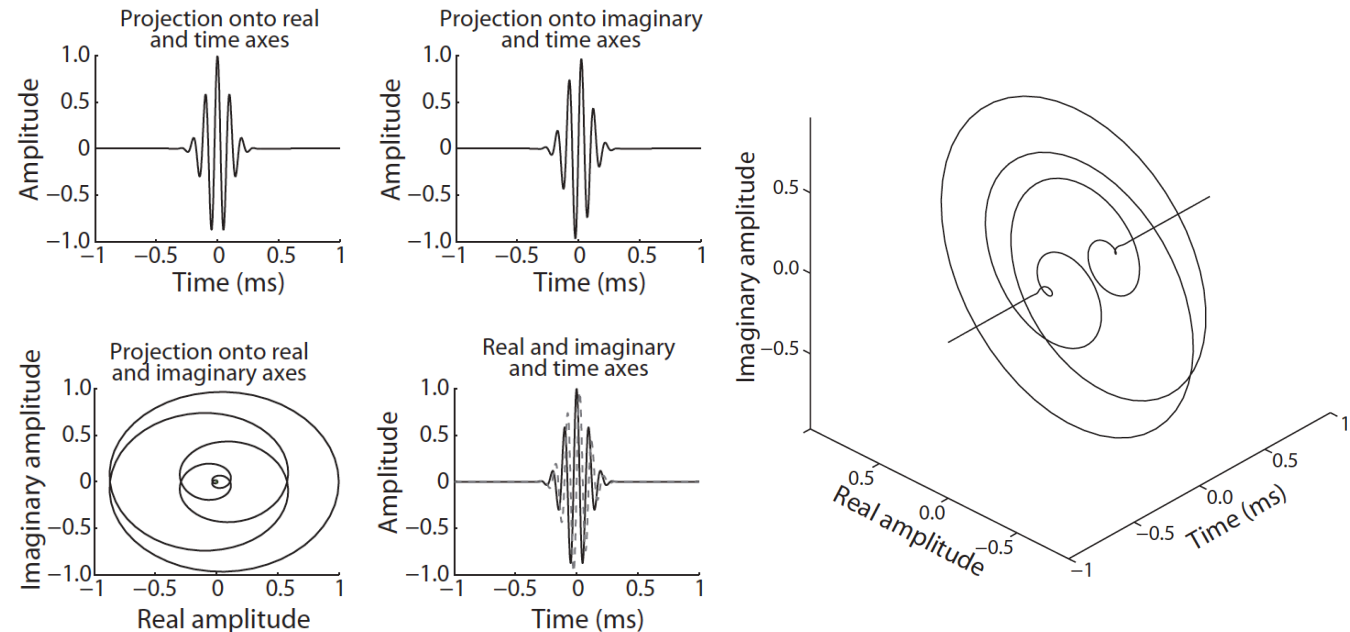 Projection onto real
and time axes
1.0
0.5
0
−0.5
−1.0
Amplitude
−1
−0.5
0
0.5
1
Time (ms)
Projection onto imaginary
and time axes
1.0
0.5
0
−0.5
−1.0
Amplitude
−1
−0.5
0
0.5
1
Time (ms)
Projection onto real
and imaginary axes
1.0
0.5
0
−0.5
−1.0
Imaginary amplitude
−1
−0.5
0
0.5
1
Real amplitude
Real and imaginary
and time axes
1.0
0.5
0
−0.5
−1.0
Amplitude
−1
−0.5
0
0.5
1
Time (ms)
Imaginary amplitude
0.5
0.0
−0.5
0.5
0.0
−0.5
Real amplitude
−1
−0.5
0.0
0.5
1
Time (ms)